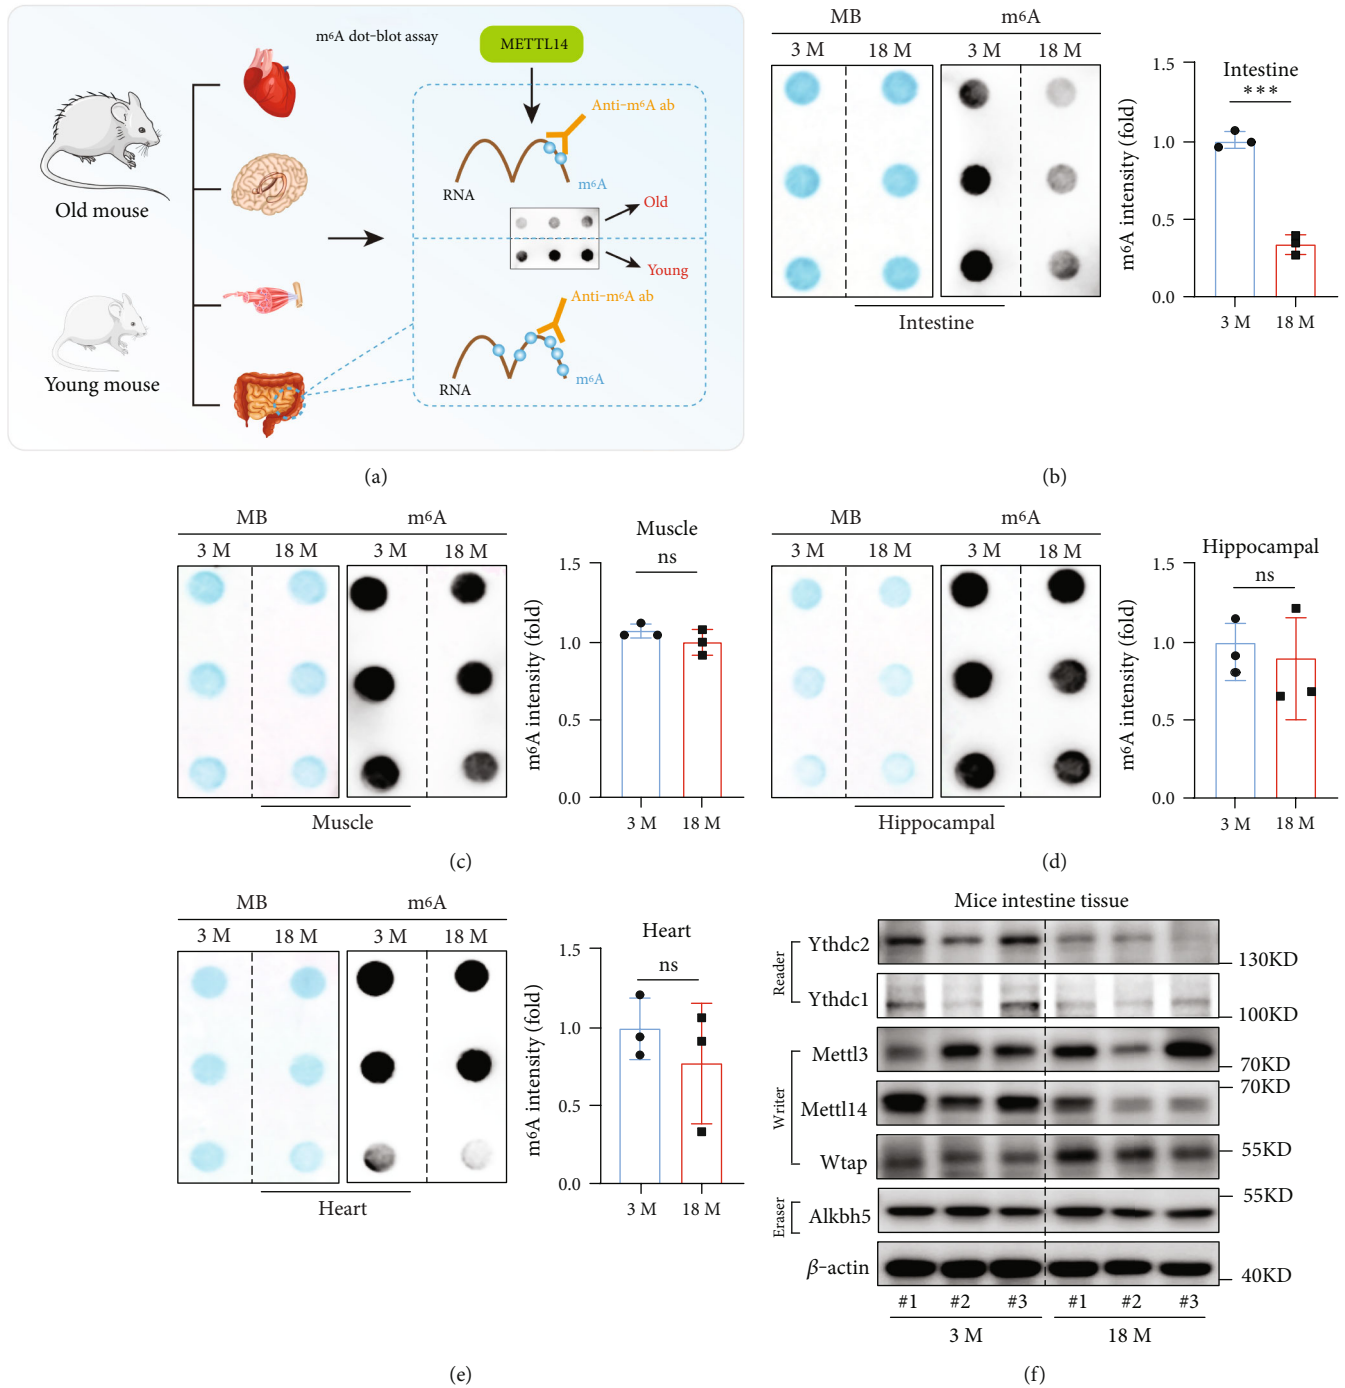 m6A dot-blot assay
METTL14
Old mouse
Young mouse
Anti-m6A ab
RNA
m6A
Old
Young
Anti-m6A ab
RNA
m6A
(a)
MB m6A
3 M 18 M 3 M 18 M
Intestine
m6A intensity (fold)
1.5
1.0
0.5
0.0
Intestine
***
3 M 18 M
(b)
MB m6A
3 M 18 M 3 M 18 M
Muscle
m6A intensity (fold)
1.5
1.0
0.5
0.0
Muscle
ns
3 M 18 M
(c)
MB m6A
3 M 18 M 3 M 18 M
Hippocampal
m6A intensity (fold)
1.5
1.0
0.5
0.0
Hippocampal
ns
3 M 18 M
(d)
MB m6A
3 M 18 M 3 M 18 M
Heart
m6A intensity (fold)
1.5
1.0
0.5
0.0
Heart
ns
3 M 18 M
(e)
Mice intestine tissue
Reader
Ythdc2 130KD
Ythdc1 100KD
Writer
Mettl3 70KD
Mettl14 70KD
Wtap 55KD
Eraser
Alkbh5 55KD
β-actin 40KD
#1 #2 #3 #1 #2 #3
3 M 18 M
(f)